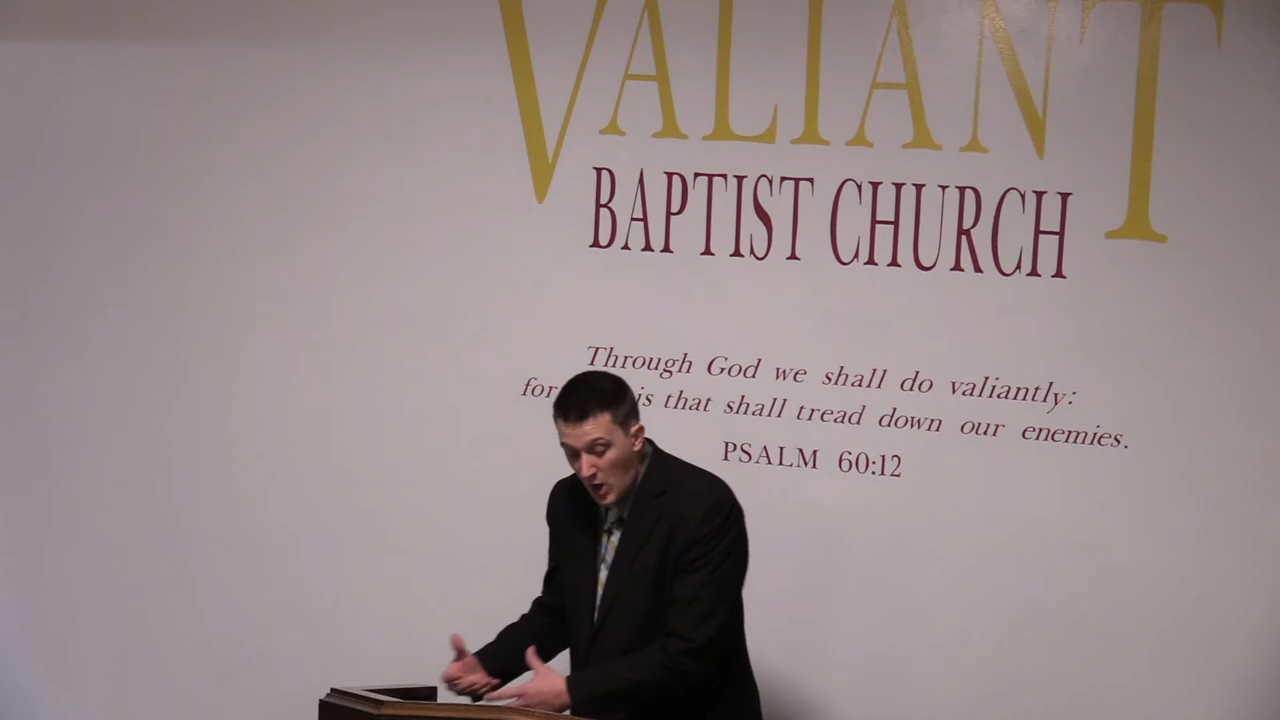 VALIANT
BAPTIST CHURCH
Through God we shall do valiantly:
for is that shall tread down our enemies.
PSALM 60:12